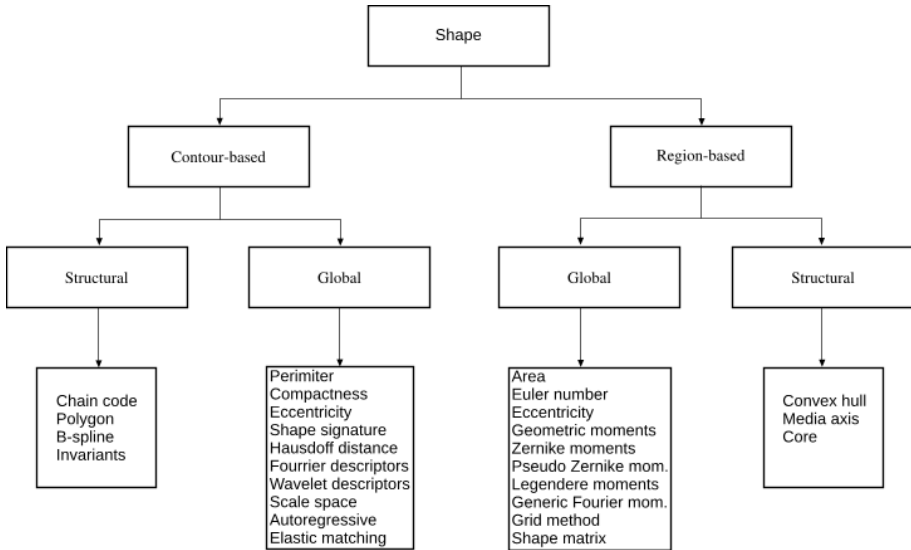 Shape
Contour-based
Region-based
Structural
Global
Global
Structural
Chain code
Polygon
B-spline
Invariants
Perimiter
Compactness
Eccentricity
Shape signature
Hausdoff distance
Fourrier descriptors
Wavelet descriptors
Scale space
Autoregressive
Elastic matching
Area
Euler number
Eccentricity
Geometric moments
Zernike moments
Pseudo Zernike mom.
Legendere moments
Generic Fourier mom.
Grid method
Shape matrix
Convex hull
Media axis
Core